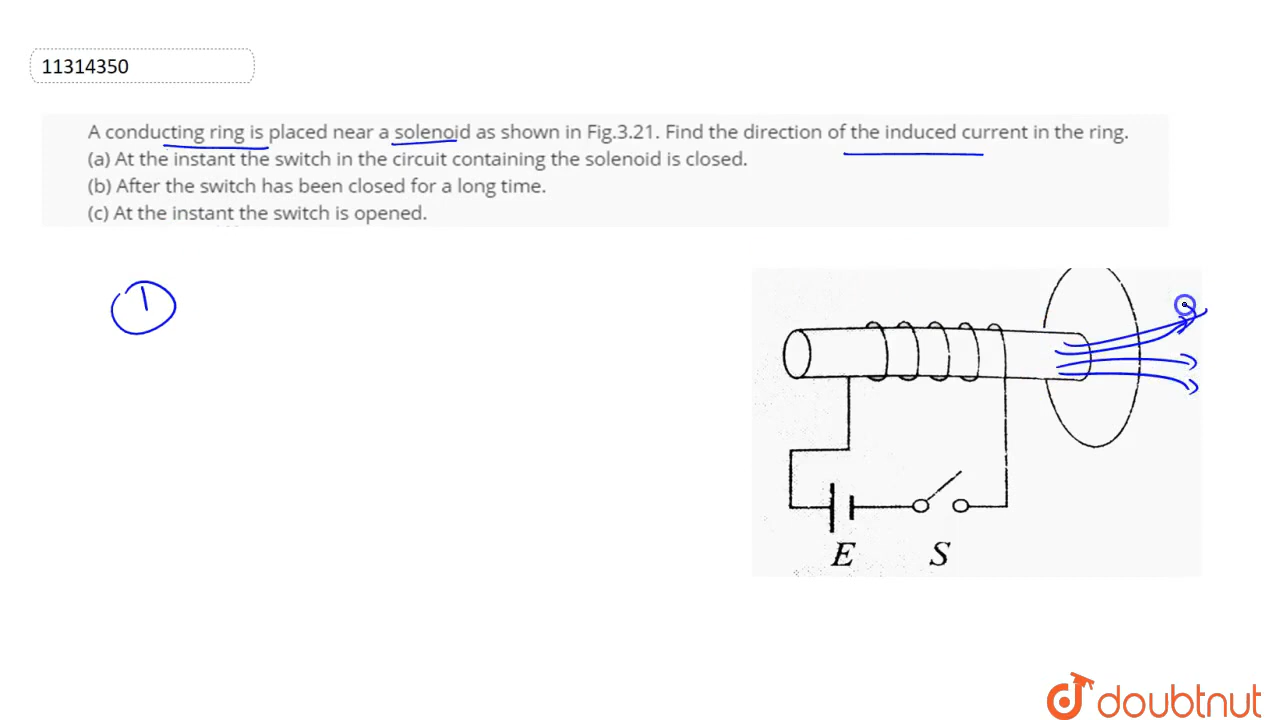 11314350
A conducting ring is placed near a solenoid as shown in Fig.3.21. Find the direction of the induced current in the ring.
(a) At the instant the switch in the circuit containing the solenoid is closed.
(b) After the switch has been closed for a long time.
(c) At the instant the switch is opened.
1
E S
doubtnut